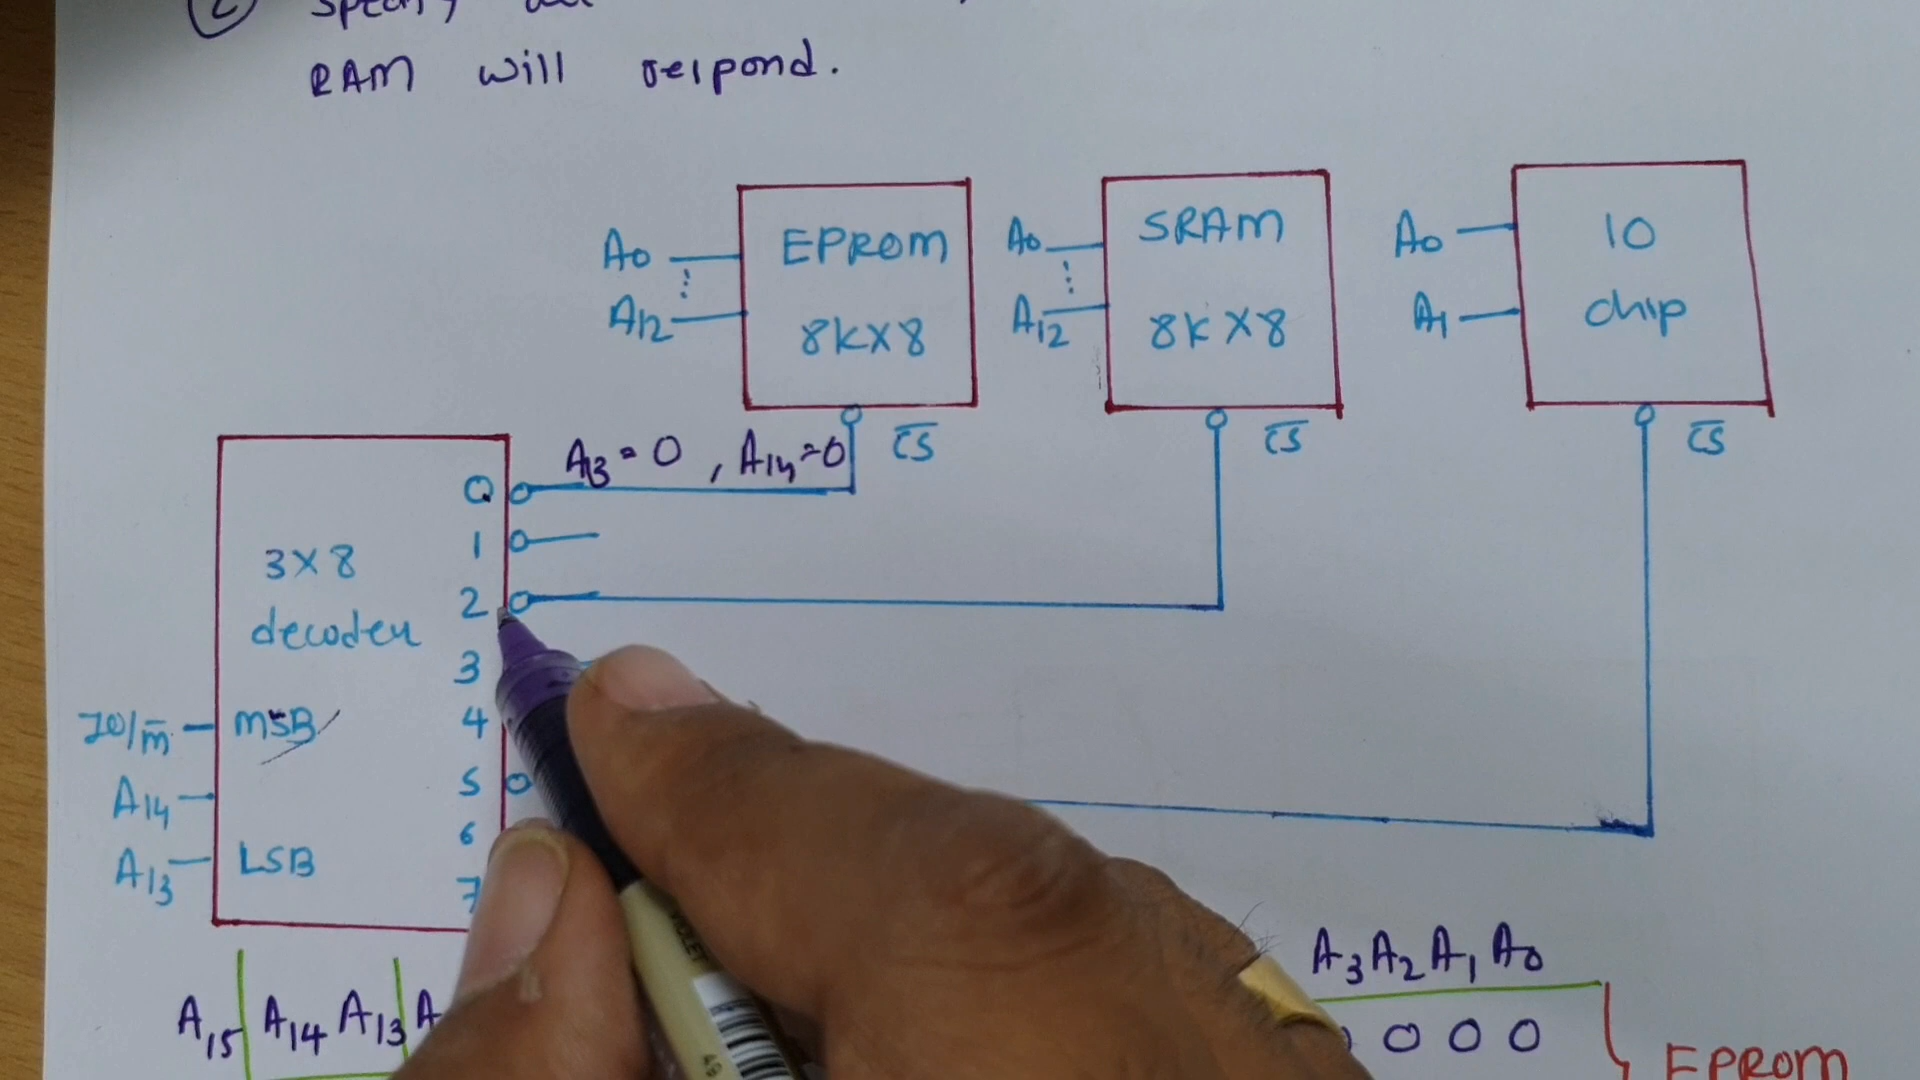 2
RAM will respond.
A0
A12
EPROM
8K×8
A0
A12
SRAM
8K×8
A0
A1
IO
chip
CS
CS
CS
A13=0, A14=0
3×8
decoder
0
1
2
3
4
5
6
7
IO/m̅
MSB
A14
A13
LSB
A15 A14 A13 A
A3 A2 A1 A0
0 0 0
EPROM
VIOLET